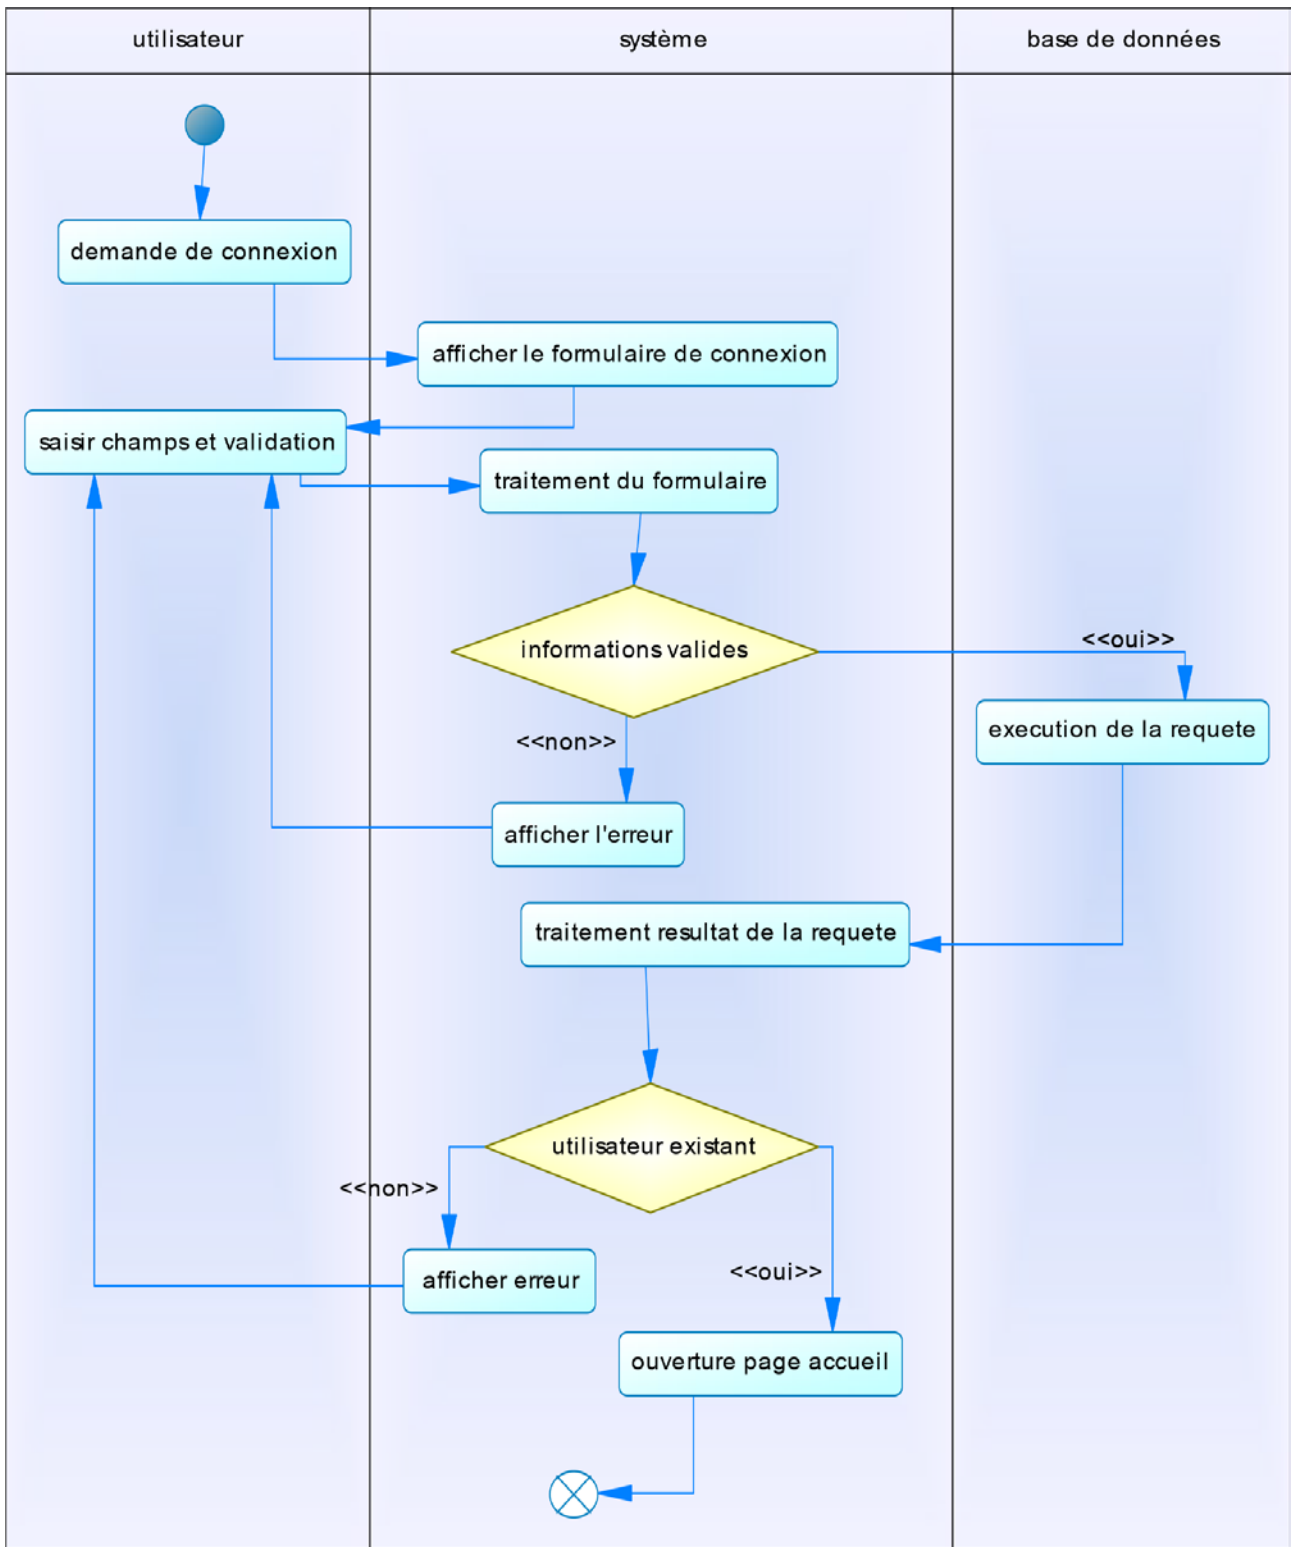 utilisateur
système
base de données
demande de connexion
afficher le formulaire de connexion
saisir champs et validation
traitement du formulaire
informations valides
<<oui>>
execution de la requete
<<non>>
afficher l'erreur
traitement resultat de la requete
utilisateur existant
<<non>>
<<oui>>
afficher erreur
ouverture page accueil